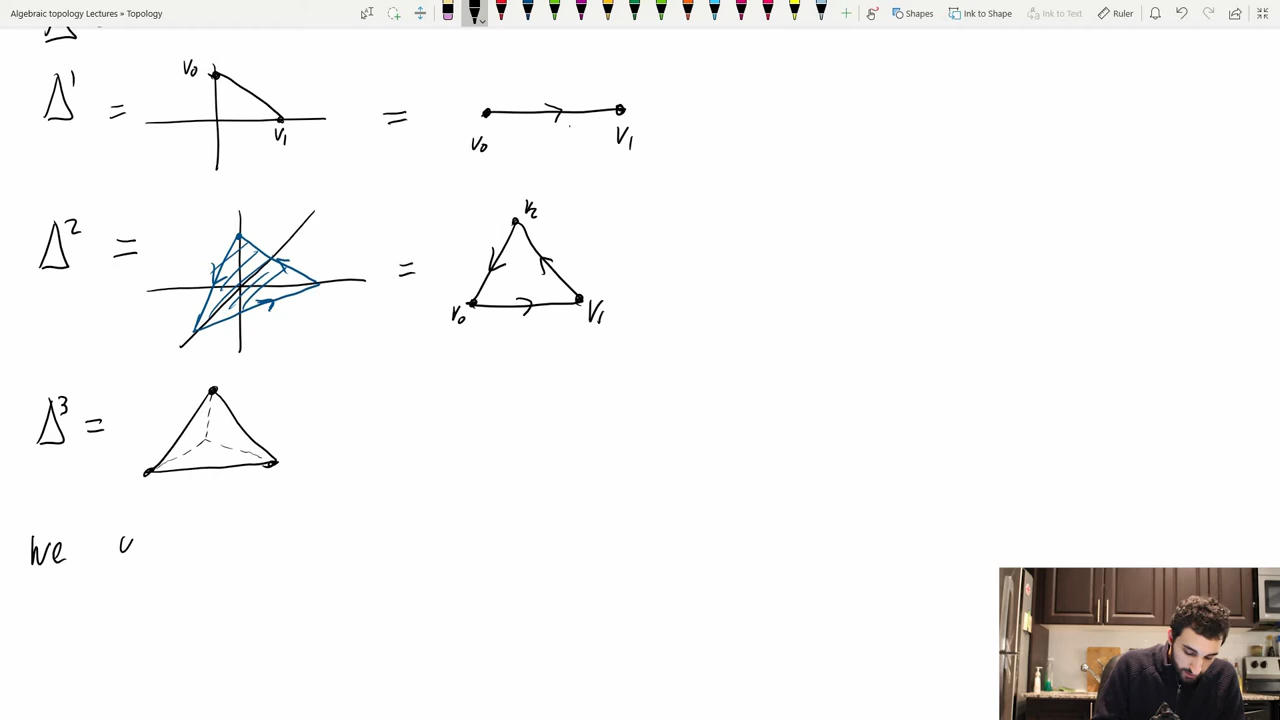 Algebraic topology Lectures » Topology
Shapes Ink to Shape Ink to Text Ruler
Δ¹ = v₀ v₁ = v₀ v₁
Δ² = = v₂ v₀ v₁
Δ³ =
We